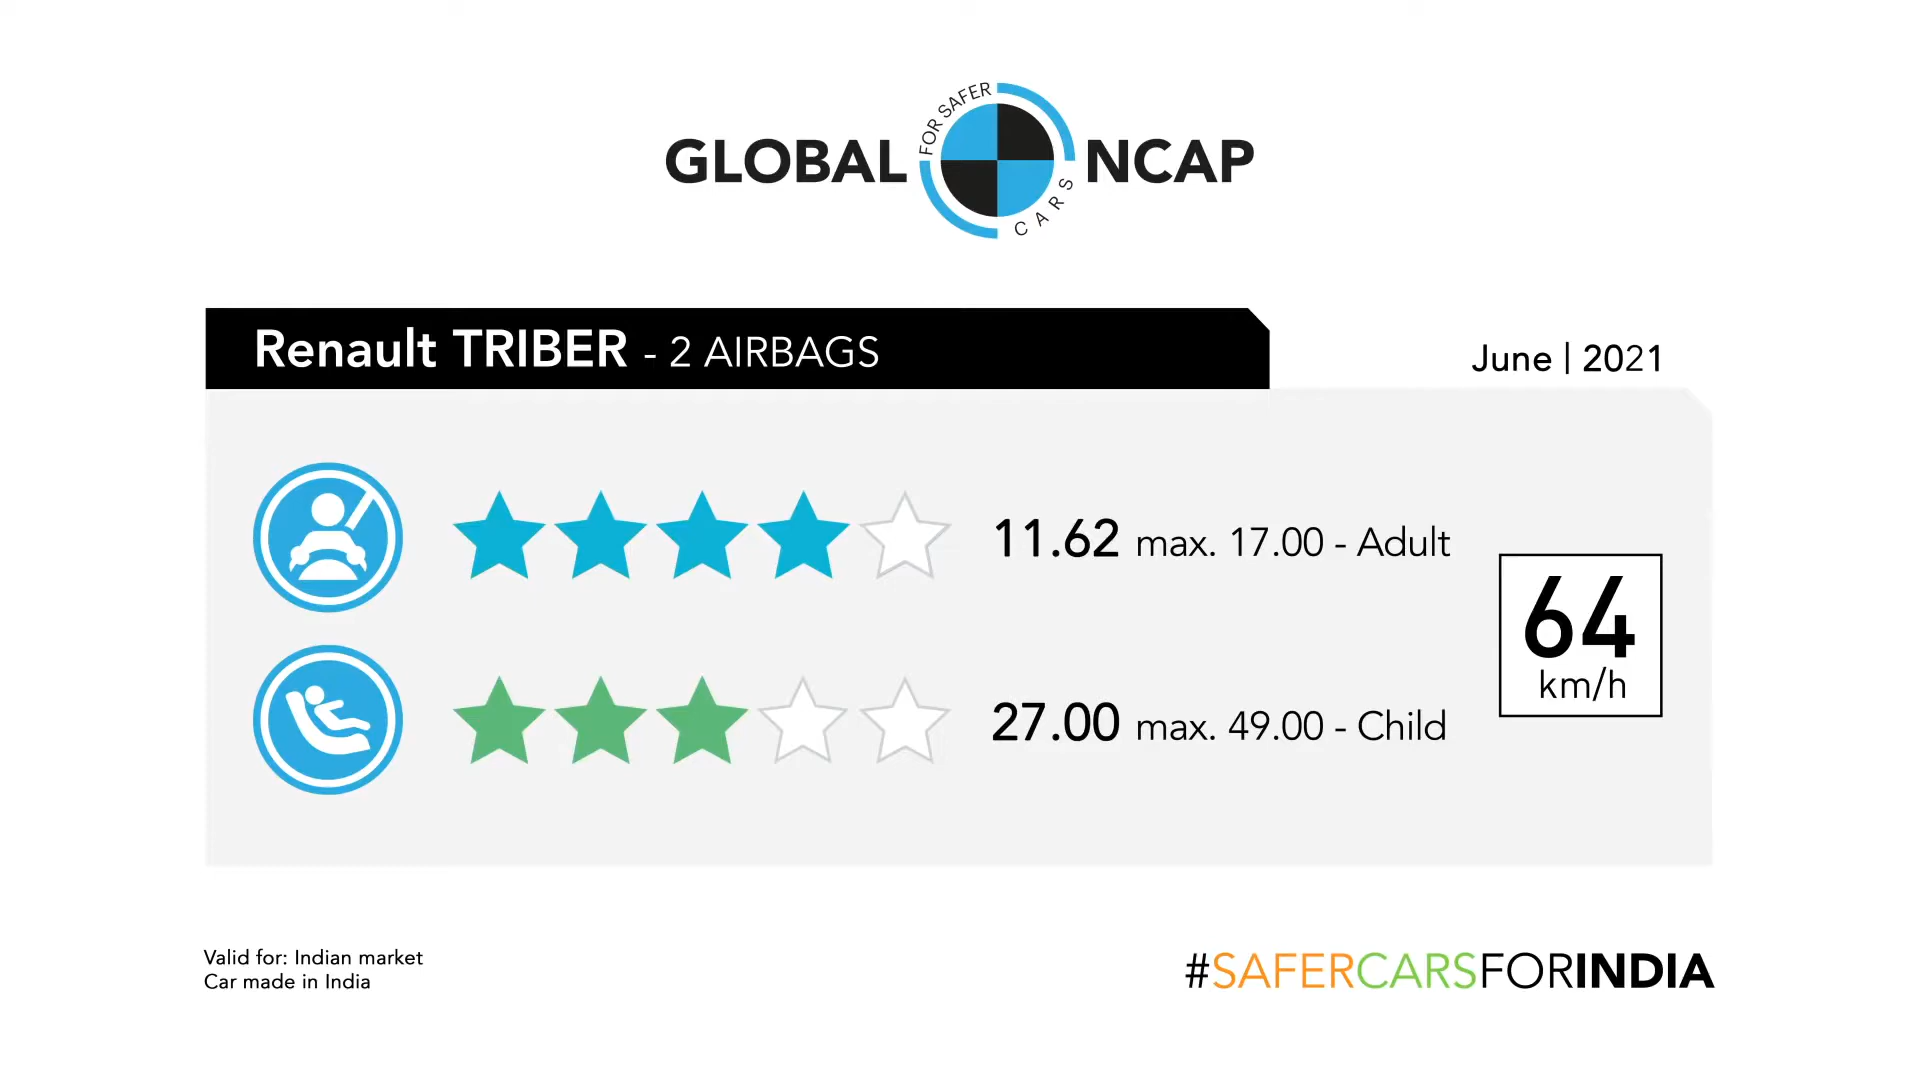 GLOBAL FOR SAFER CARS NCAP
Renault TRIBER - 2 AIRBAGS
June | 2021
11.62 max. 17.00 - Adult
64
km/h
27.00 max. 49.00 - Child
Valid for: Indian market
Car made in India
#SAFERCARSFORINDIA